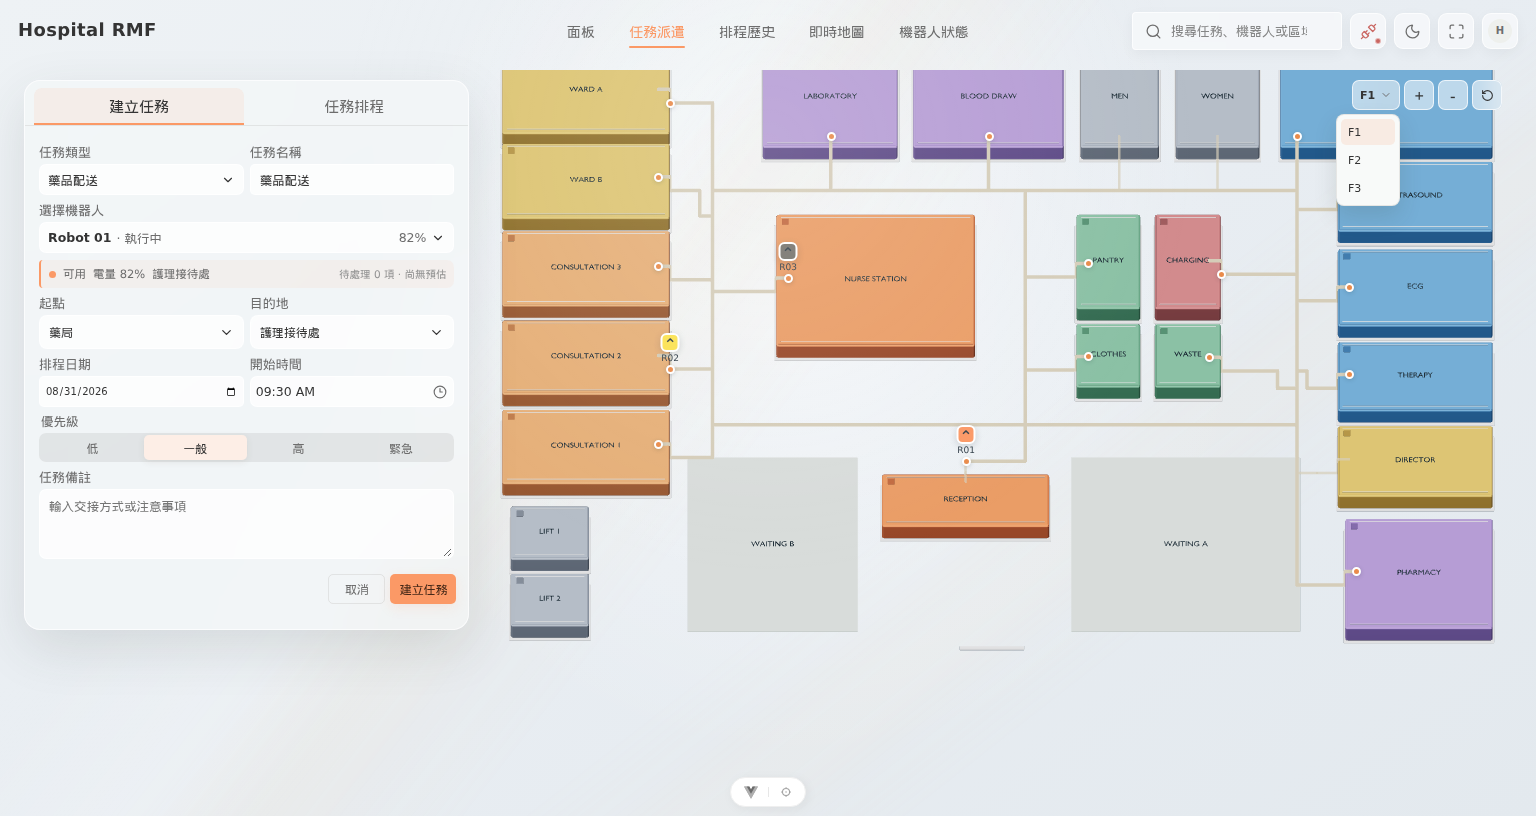 Hospital RMF
面板
任務派遣
排程歷史
即時地圖
機器人狀態
搜尋任務、機器人或區
H
建立任務
任務排程
任務類型
任務名稱
藥品配送
藥品配送
選擇機器人
Robot 01 · 執行中
82%
可用 電量 82% 護理接待處
待處理 0 項 · 尚無預估
起點
目的地
藥局
護理接待處
排程日期
開始時間
08/31/2026
09:30 AM
優先級
低
一般
高
緊急
任務備註
輸入交接方式或注意事項
取消
建立任務
WARD A
LABORATORY
BLOOD DRAW
MEN
WOMEN
F1
+
-
F1
F2
F3
WARD B
TRASOUND
CONSULTATION 3
R03
NURSE STATION
PANTRY
CHARGING
ECG
CONSULTATION 2
R02
CLOTHES
WASTE
THERAPY
CONSULTATION 1
R01
DIRECTOR
RECEPTION
LIFT 1
WAITING B
WAITING A
PHARMACY
LIFT 2